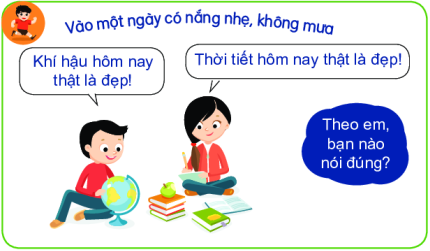 Vào một ngày có nắng nhẹ, không mưa
Khí hậu hôm nay
thật là đẹp!
Thời tiết hôm nay thật là đẹp!
Theo em,
bạn nào
nói đúng?